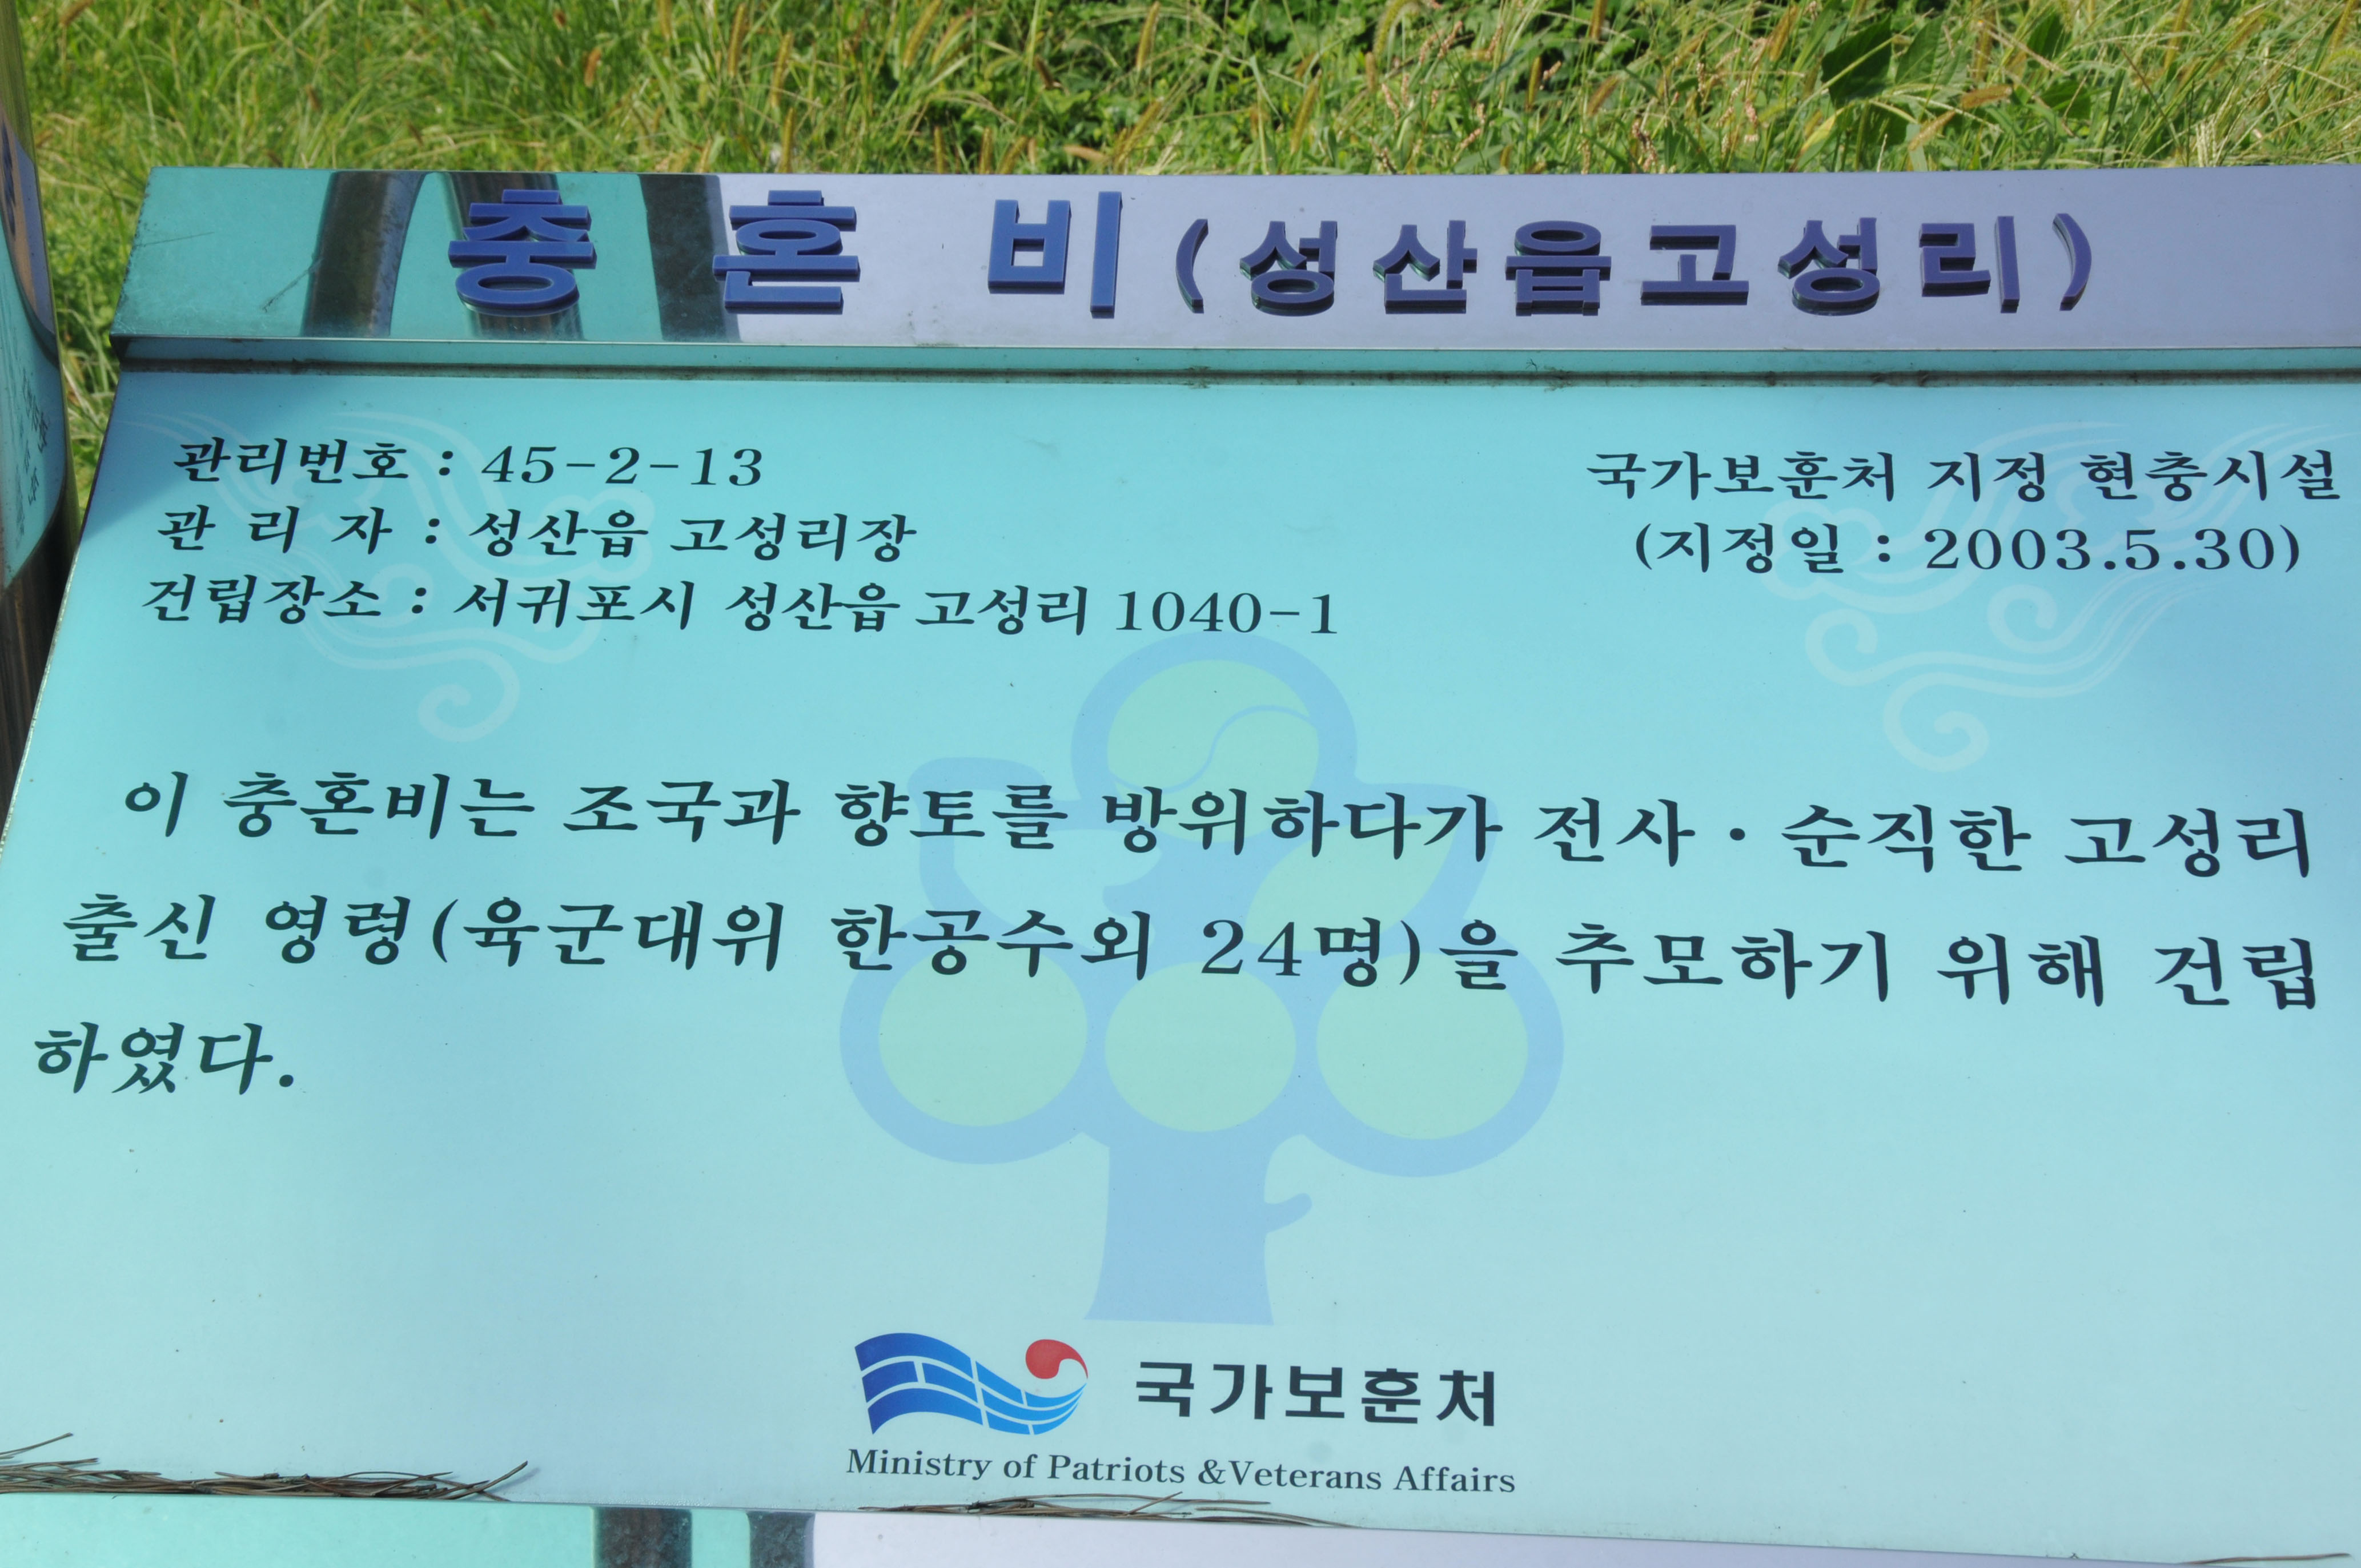 충혼비(성산읍고성리)
관리번호 : 45-2-13
관 리 자 : 성산읍 고성리장
건립장소 : 서귀포시 성산읍 고성리 1040-1
국가보훈처 지정 현충시설
(지정일 : 2003.5.30)
이 충혼비는 조국과 향토를 방위하다가 전사·순직한 고성리
출신 영령(육군대위 한공수외 24명)을 추모하기 위해 건립
하였다.
국가보훈처
Ministry of Patriots &Veterans Affairs